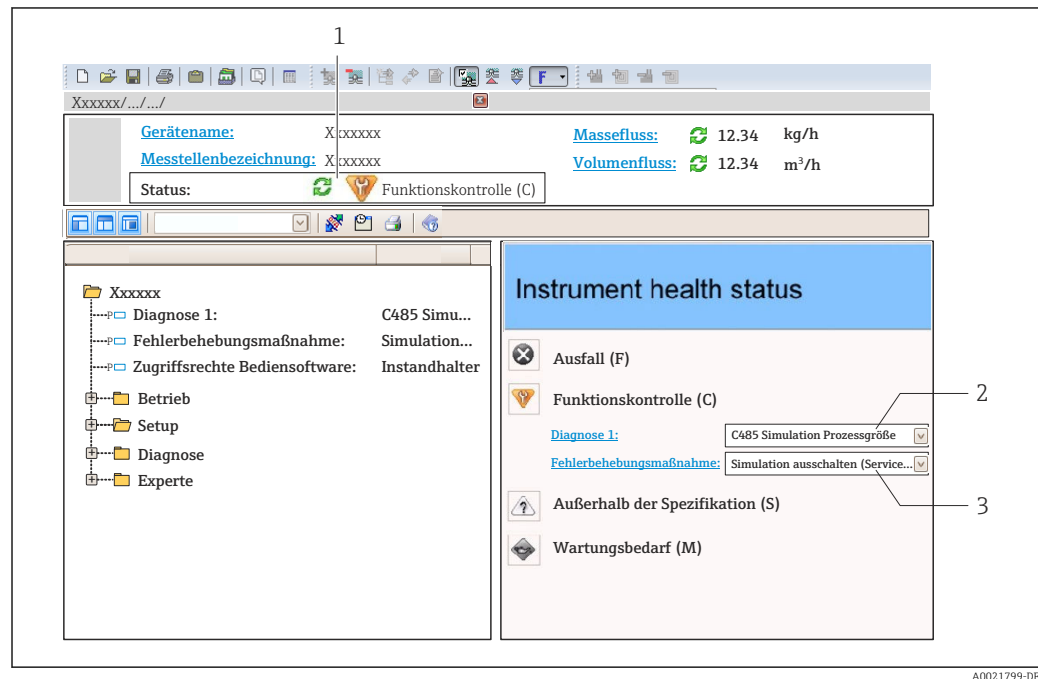 1
F
Xxxxxx/.../.../
Gerätename: Xxxxxxx
Massefluss: 12.34 kg/h
Messtellenbezeichnung: Xxxxxxx
Volumenfluss: 12.34 m³/h
Status: Funktionskontrolle (C)
Xxxxxx
P Diagnose 1: C485 Simu...
P Fehlerbehebungsmaßnahme: Simulation...
P Zugriffsrechte Bediensoftware: Instandhalter
Betrieb
Setup
Diagnose
Experte
Instrument health status
Ausfall (F)
Funktionskontrolle (C)
2
Diagnose 1: C485 Simulation Prozessgröße
Fehlerbehebungsmaßnahme: Simulation ausschalten (Service...
3
Außerhalb der Spezifikation (S)
Wartungsbedarf (M)
A0021799-DE